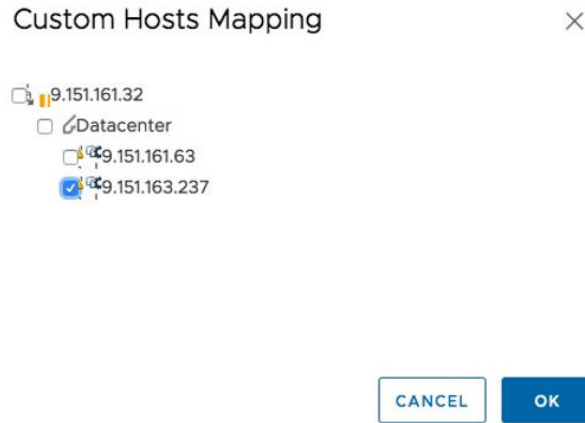 Custom Hosts Mapping
9.151.161.32
Datacenter
9.151.161.63
9.151.163.237
CANCEL
OK